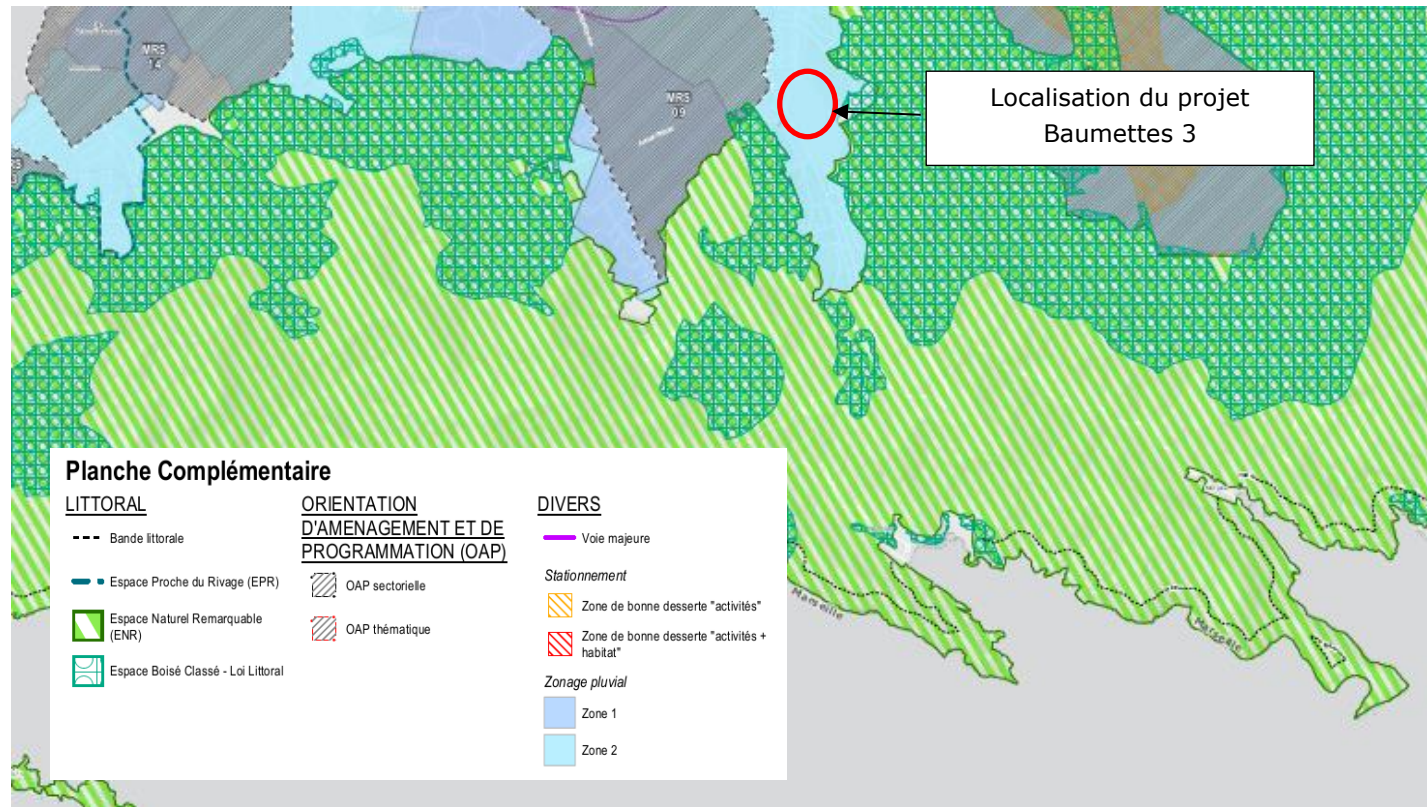 MRS
14
MRS
09
Localisation du projet
Baumettes 3
Planche Complémentaire
LITTORAL
Bande littorale
Espace Proche du Rivage (EPR)
Espace Naturel Remarquable
(ENR)
Espace Boisé Classé - Loi Littoral
ORIENTATION
D'AMENAGEMENT ET DE
PROGRAMMATION (OAP)
OAP sectorielle
OAP thématique
DIVERS
Voie majeure
Stationnement
Zone de bonne desserte "activités"
Zone de bonne desserte "activités +
habitat"
Zonage pluvial
Zone 1
Zone 2
Marseille
Marseille